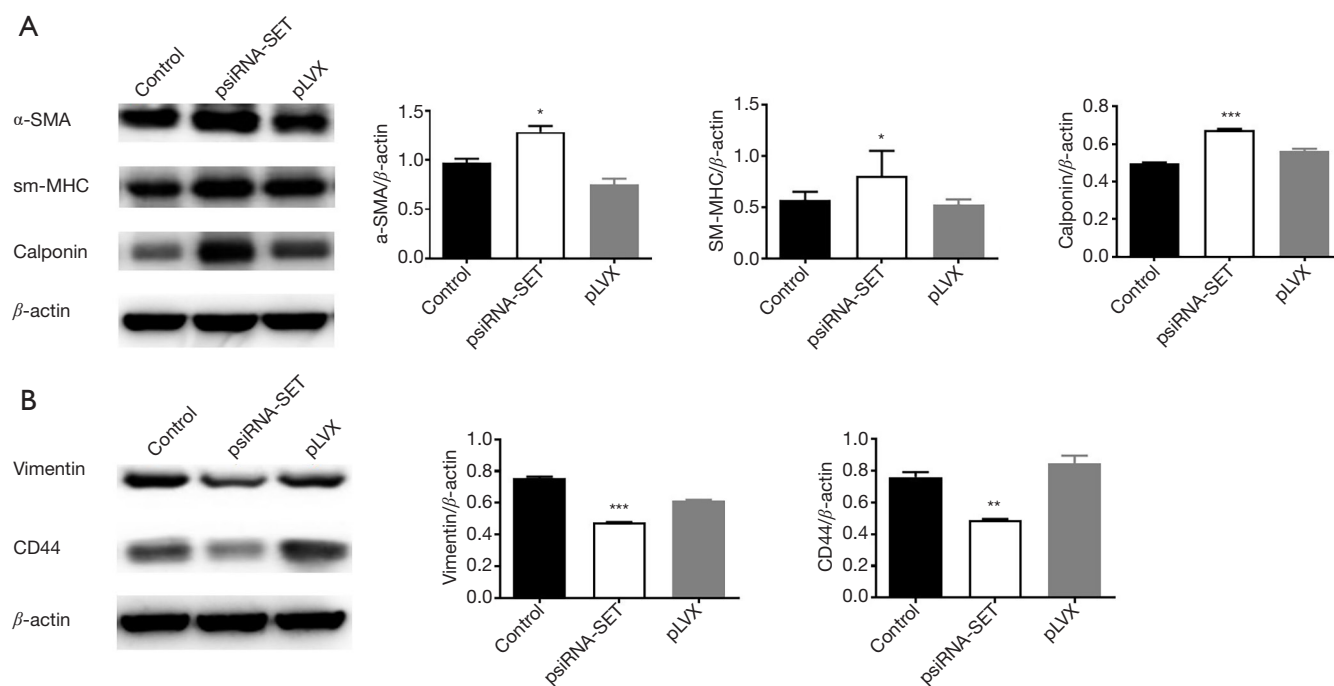 A
Control
psiRNA-SET
pLVX
α-SMA
sm-MHC
Calponin
β-actin
a-SMA/β-actin
1.5
1.0
0.5
0.0
*
Control
psiRNA-SET
pLVX
SM-MHC/β-actin
1.5
1.0
0.5
0.0
*
Control
psiRNA-SET
pLVX
Calponin/β-actin
0.8
0.6
0.4
0.2
0.0
***
Control
psiRNA-SET
pLVX
B
Control
psiRNA-SET
pLVX
Vimentin
CD44
β-actin
Vimentin/β-actin
1.0
0.8
0.6
0.4
0.2
0.0
***
Control
psiRNA-SET
pLVX
CD44/β-actin
1.0
0.8
0.6
0.4
0.2
0.0
**
Control
psiRNA-SET
pLVX